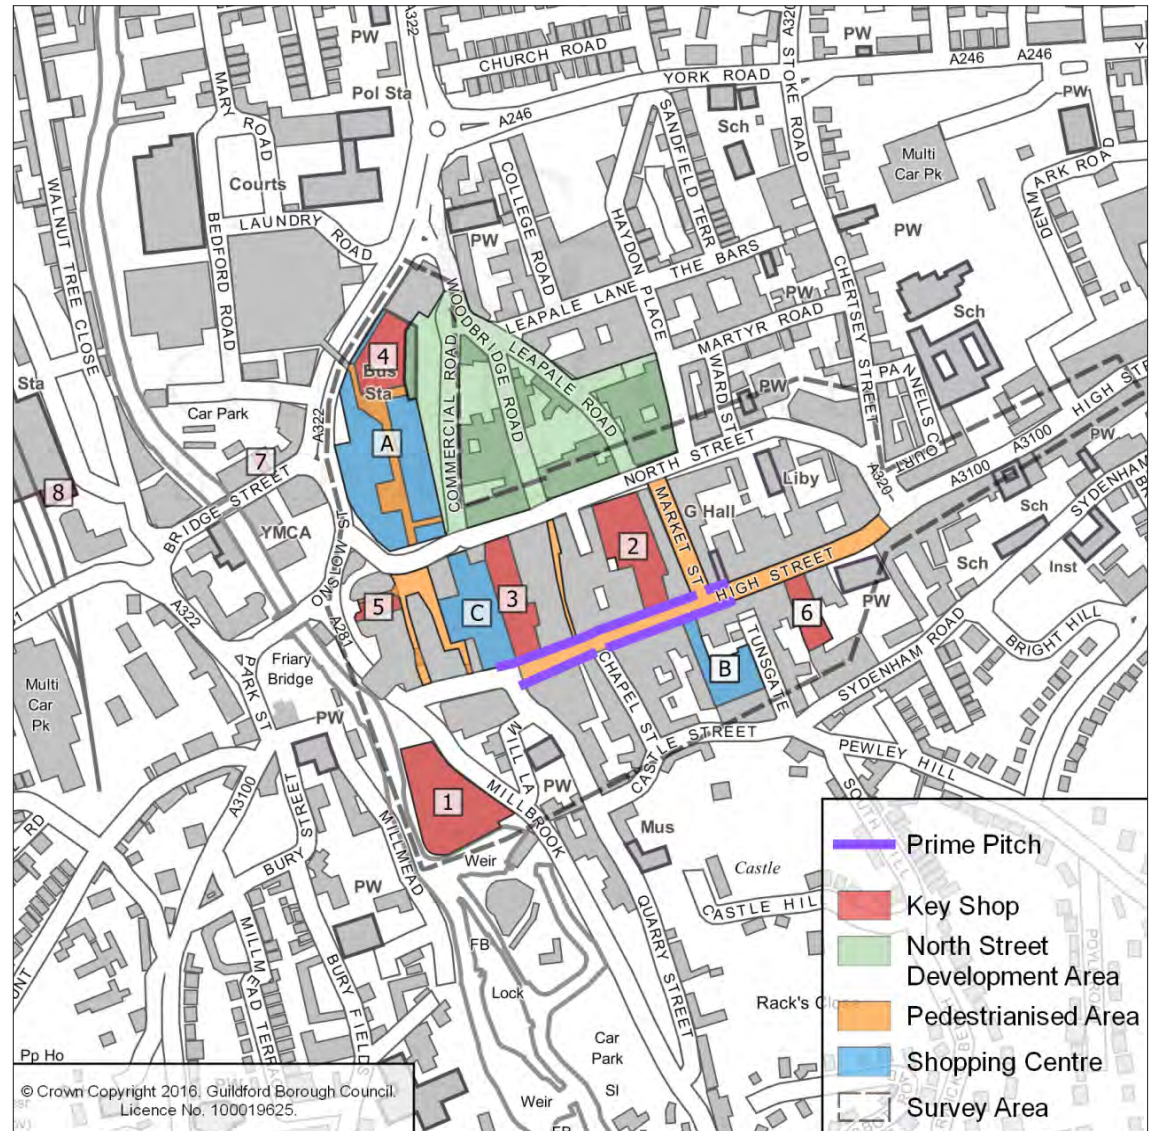 PW
A322
CHURCH ROAD
A320
STOKE ROAD
PW
A246
A246
YORK ROAD
MARY ROAD
Pol Sta
A246
Sch
SANDFIELD TERR
PW
Multi
Car Pk
DENMARK ROAD
WALNUT TREE CLOSE
Courts
LAUNDRY ROAD
BEDFORD ROAD
PW
COLLEGE ROAD
HAYDON PLACE
THE BARS
CHERTSEY STREET
PW
LEAPALE LANE
PW
MARTYR ROAD
Sch
WOODBRIDGE ROAD
LEAPALE ROAD
COMMERCIAL ROAD
4
Bus
Sta
WARD ST
PW
PANNELLS COURT
HIGH STREET
A3100
Sta
Car Park
A322
A
7
8
BRIDGE STREET
YMCA
ONSLOW ST
NORTH STREET
MARKET ST
G Hall
Liby
A320
A3100
PW
SYDENHAM
Sch
Sch
Inst
2
3
C
5
HIGH STREET
6
PW
A322
A281
Friary
Bridge
PARK ST
PW
Multi
Car
Pk
B
TUNSGATE
CHAPEL ST
CASTLE STREET
SYDENHAM ROAD
BRIGHT HILL
PEWLEY HILL
SOUTH HILL
MILL LA
PW
MILLBROOK
1
A3100
BURY STREET
MILLMEAD
Weir
Mus
Castle
CASTLE HILL
PW
QUARRY STREET
MILLMEAD TERRA
BURY FIELDS
FB
Lock
Car
Park
Sl
Weir
FB
Rack's Close
Pp Ho
Prime Pitch
Key Shop
North Street
Development Area
Pedestrianised Area
Shopping Centre
Survey Area
© Crown Copyright 2016. Guildford Borough Council.
Licence No. 100019625.